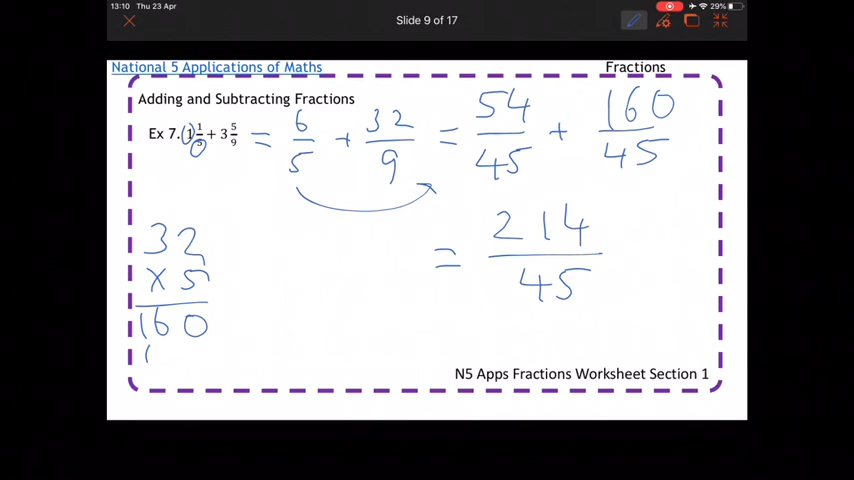 13:10 Thu 23 Apr
29%
Slide 9 of 17
National 5 Applications of Maths
Fractions
Adding and Subtracting Fractions
Ex 7. 1 1/5 + 3 5/9 = 6/5 + 32/9 = 54/45 + 160/45
= 214/45
32
× 5
160
1
N5 Apps Fractions Worksheet Section 1